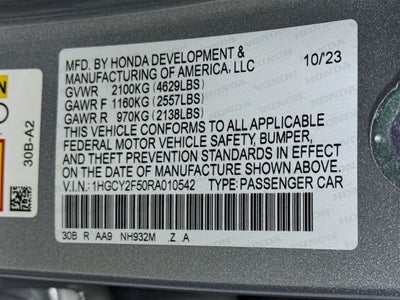 MFD. BY HONDA DEVELOPMENT &
MANUFACTURING OF AMERICA, LLC 10/'23
GVWR 2100KG (4629LBS)
GAWR F 1160KG (2557LBS)
GAWR R 970KG (2138LBS)
THIS VEHICLE CONFORMS TO ALL APPLICABLE
FEDERAL MOTOR VEHICLE SAFETY, BUMPER,
AND THEFT PREVENTION STANDARDS IN EFFECT
ON THE DATE OF MANUFACTURE SHOWN ABOVE.
V.I.N.: 1HGCY2F50RA010542 TYPE: PASSENGER CAR
30B R AA9 NH932M .Z .A
30B-A2
HONDA